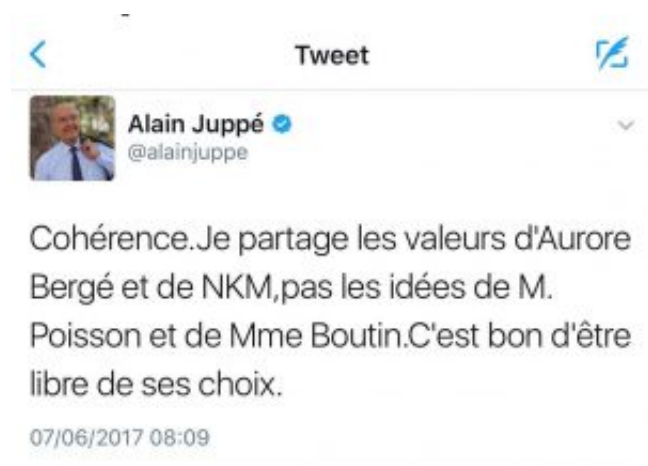 Tweet
Alain Juppé
@alainjuppe
Cohérence.Je partage les valeurs d'Aurore
Bergé et de NKM,pas les idées de M.
Poisson et de Mme Boutin.C'est bon d'être
libre de ses choix.
07/06/2017 08:09